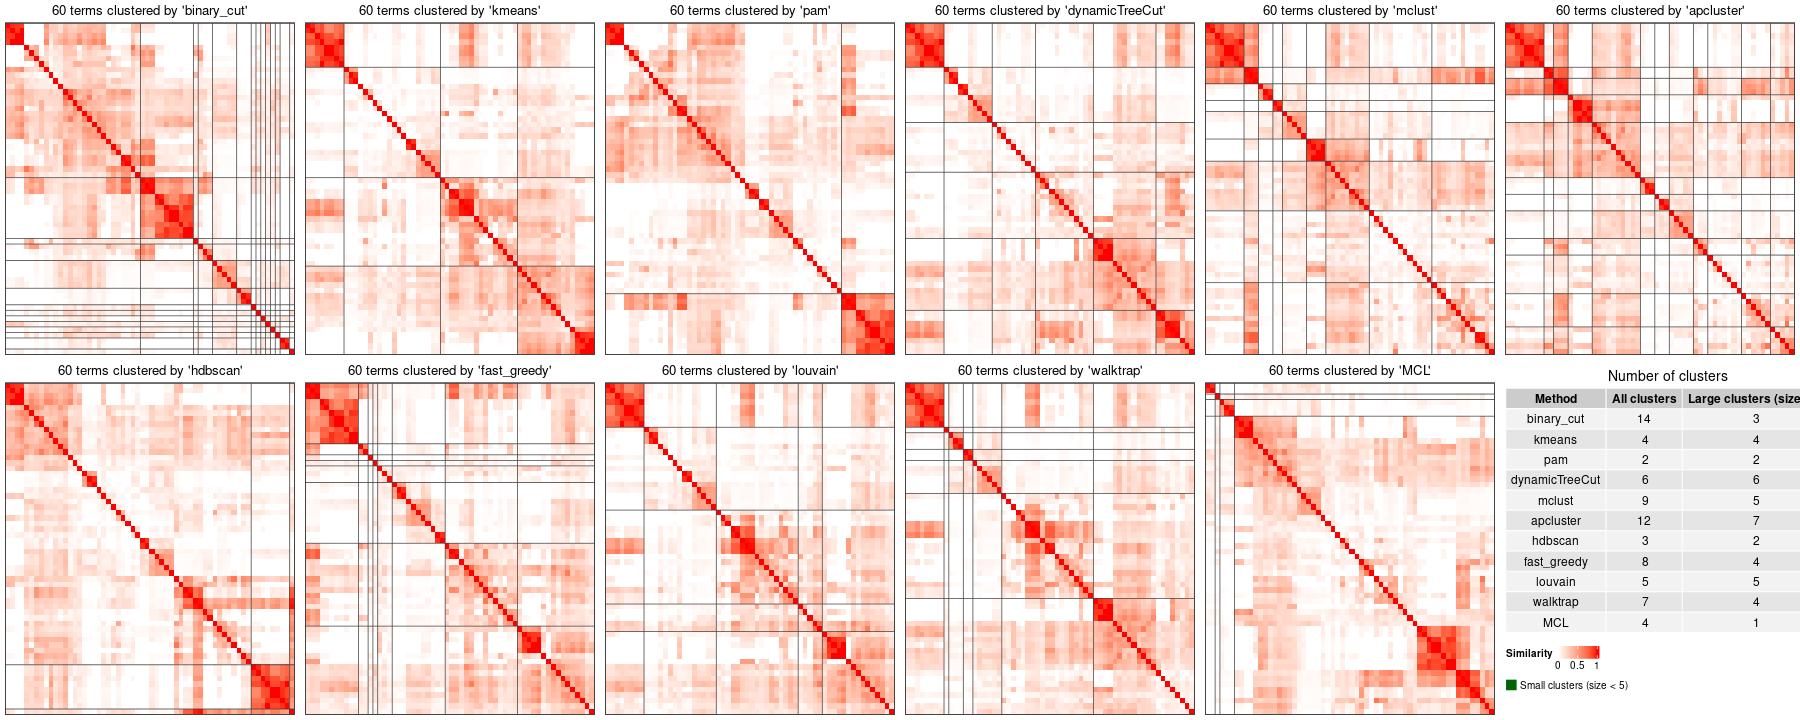 60 terms clustered by 'binary_cut'
60 terms clustered by 'kmeans'
60 terms clustered by 'pam'
60 terms clustered by 'dynamicTreeCut'
60 terms clustered by 'mclust'
60 terms clustered by 'apcluster'
60 terms clustered by 'hdbscan'
60 terms clustered by 'fast_greedy'
60 terms clustered by 'louvain'
60 terms clustered by 'walktrap'
60 terms clustered by 'MCL'
Number of clusters
Method All clusters Large clusters (size
binary_cut 14 3
kmeans 4 4
pam 2 2
dynamicTreeCut 6 6
mclust 9 5
apcluster 12 7
hdbscan 3 2
fast_greedy 8 4
louvain 5 5
walktrap 7 4
MCL 4 1
Similarity
0 0.5 1
Small clusters (size < 5)